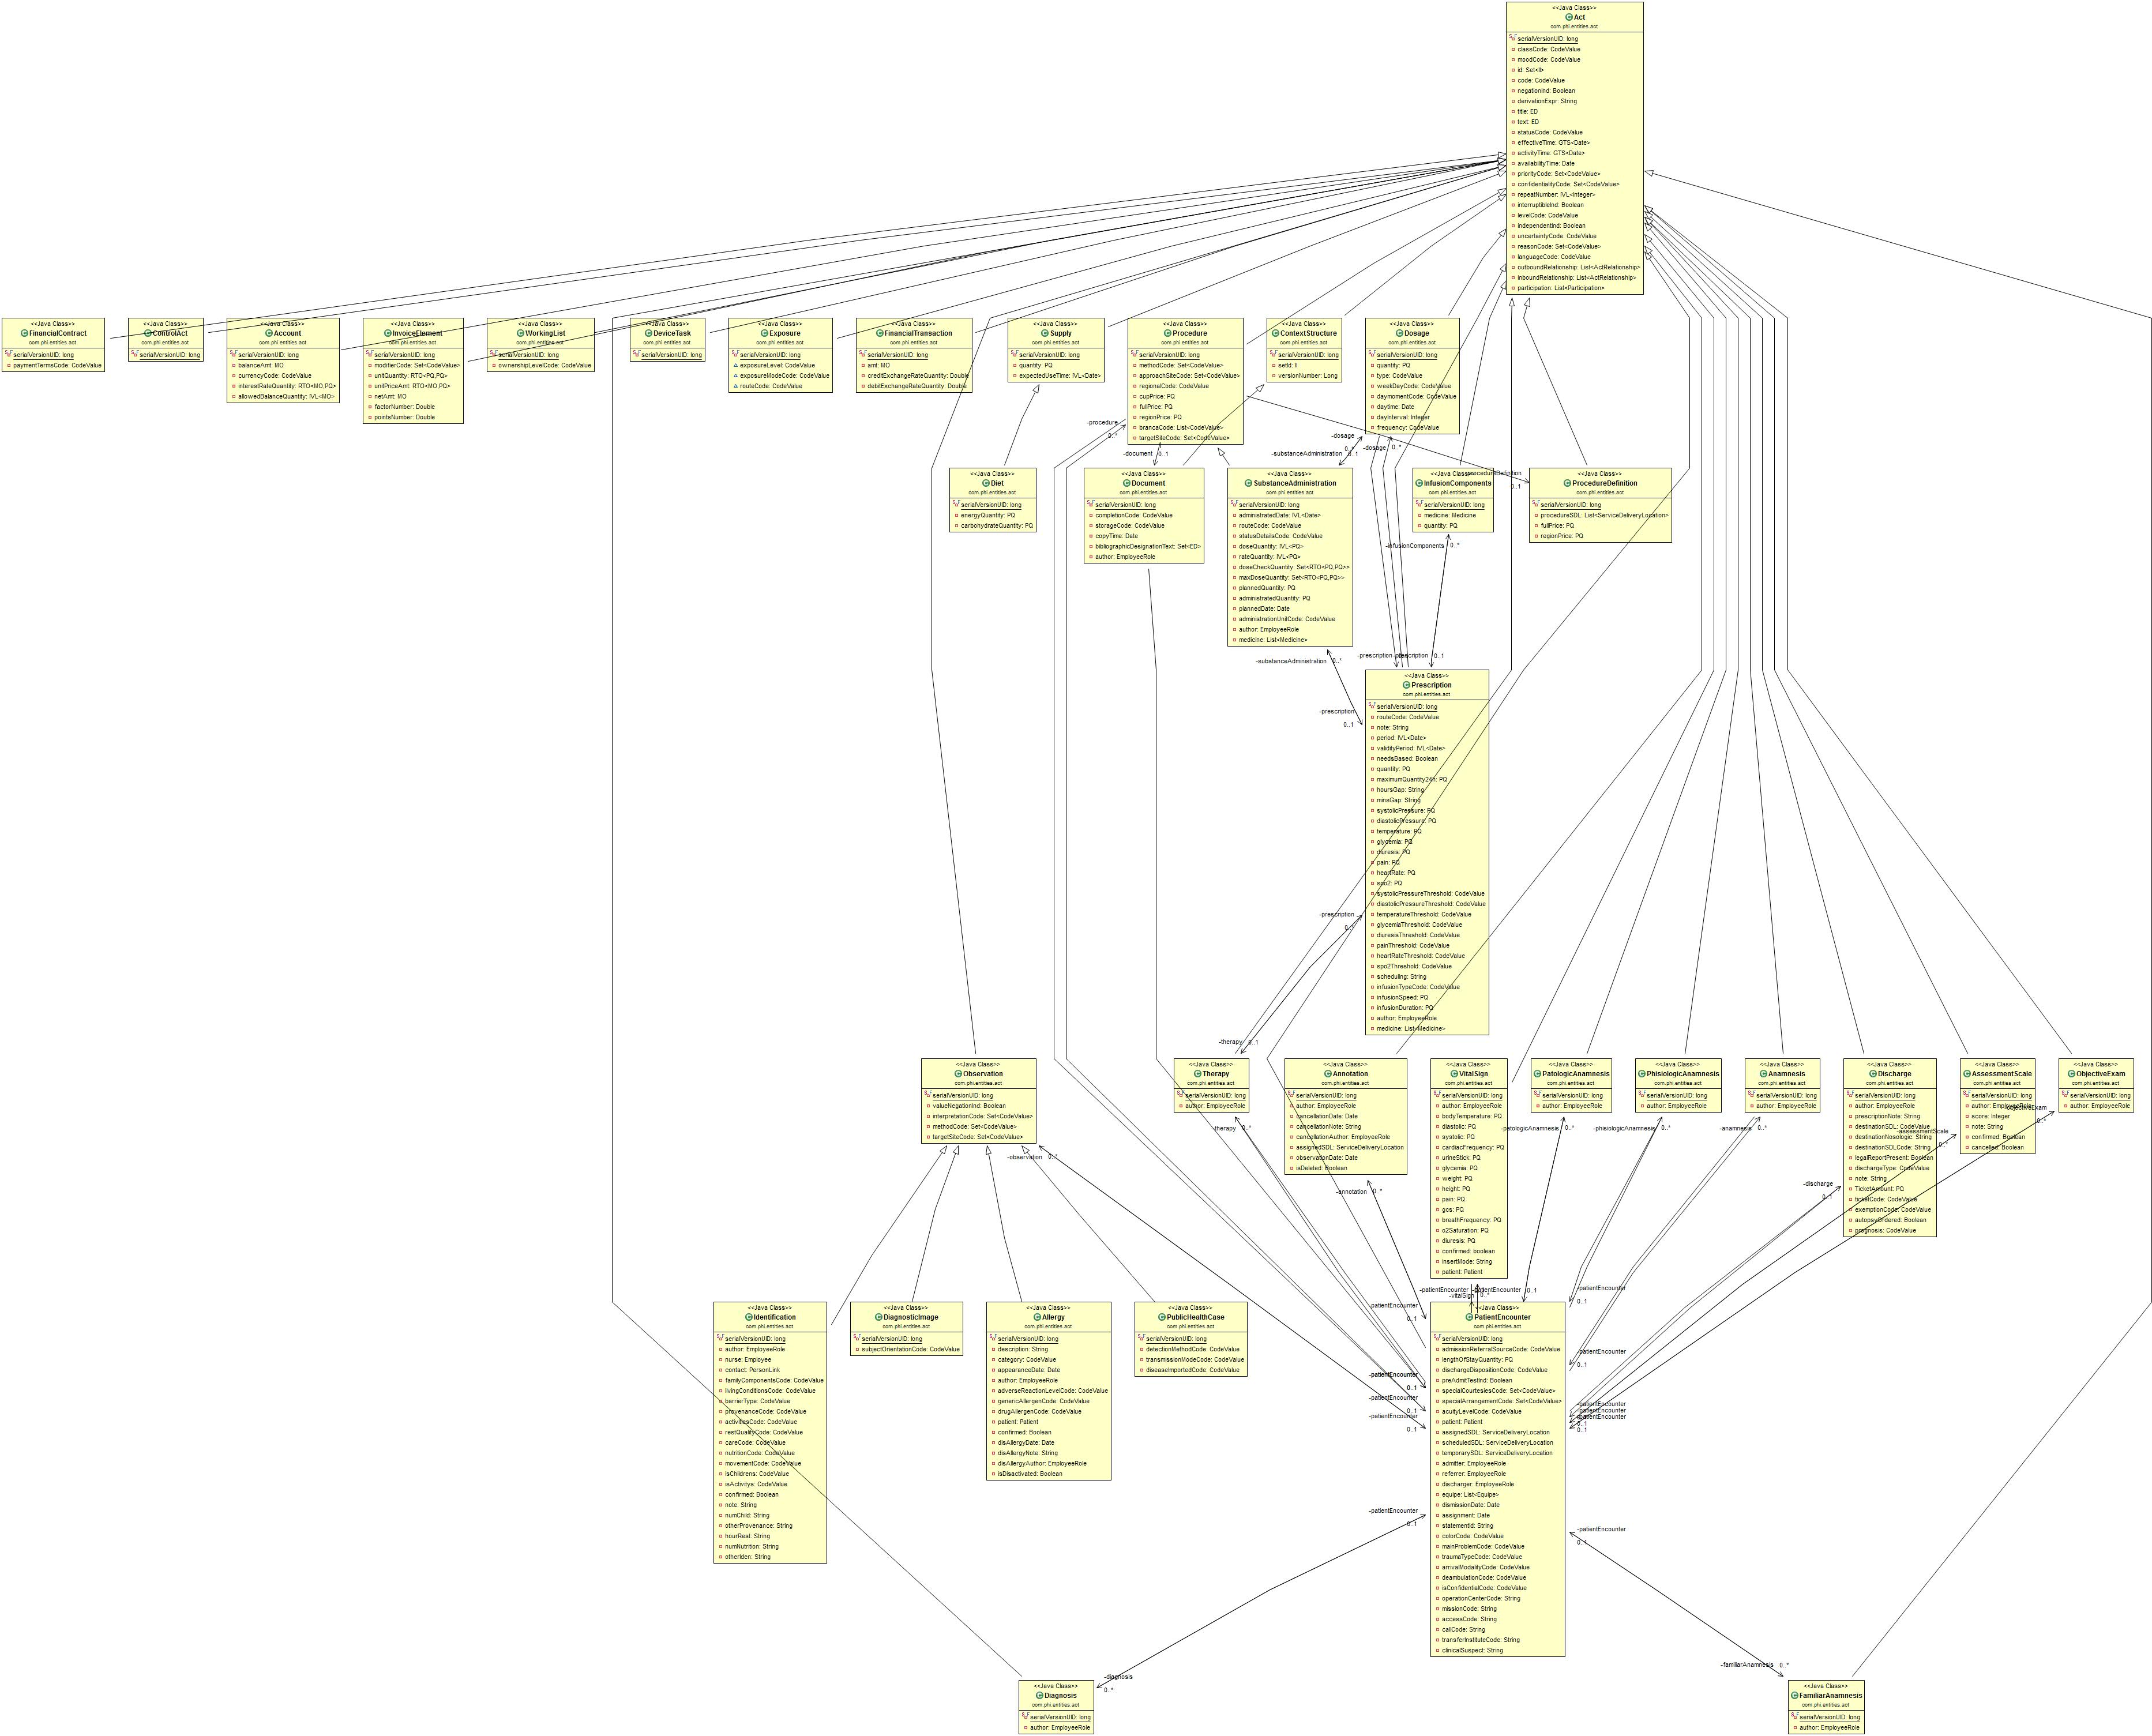 <<Java Class>>
Act
com.phi.entities.act
serialVersionUID: long
classCode: CodeValue
moodCode: CodeValue
id: Set<II>
code: CodeValue
negationInd: Boolean
derivationExpr: String
title: ED
text: ED
statusCode: CodeValue
effectiveTime: GTS<Date>
activityTime: GTS<Date>
availabilityTime: Date
priorityCode: Set<CodeValue>
confidentialityCode: Set<CodeValue>
repeatNumber: IVL<Integer>
interruptibleInd: Boolean
levelCode: CodeValue
independentInd: Boolean
uncertaintyCode: CodeValue
reasonCode: Set<CodeValue>
languageCode: CodeValue
outboundRelationship: List<ActRelationship>
inboundRelationship: List<ActRelationship>
participation: List<Participation>
<<Java Class>>
FinancialContract
com.phi.entities.act
serialVersionUID: long
paymentTermsCode: CodeValue
<<Java Class>>
ControlAct
com.phi.entities.act
serialVersionUID: long
<<Java Class>>
Account
com.phi.entities.act
serialVersionUID: long
balanceAmt: MO
currencyCode: CodeValue
interestRateQuantity: RTO<MO,PQ>
allowedBalanceQuantity: IVL<MO>
<<Java Class>>
InvoiceElement
com.phi.entities.act
serialVersionUID: long
modifierCode: Set<CodeValue>
unitQuantity: RTO<PQ,PQ>
unitPriceAmt: RTO<MO,PQ>
netAmt: MO
factorNumber: Double
pointsNumber: Double
<<Java Class>>
WorkingList
com.phi.entities.act
serialVersionUID: long
ownershipLevelCode: CodeValue
<<Java Class>>
DeviceTask
com.phi.entities.act
serialVersionUID: long
<<Java Class>>
Exposure
com.phi.entities.act
serialVersionUID: long
exposureLevel: CodeValue
exposureModeCode: CodeValue
routeCode: CodeValue
<<Java Class>>
FinancialTransaction
com.phi.entities.act
serialVersionUID: long
amt: MO
creditExchangeRateQuantity: Double
debitExchangeRateQuantity: Double
<<Java Class>>
Supply
com.phi.entities.act
serialVersionUID: long
quantity: PQ
expectedUseTime: IVL<Date>
<<Java Class>>
Procedure
com.phi.entities.act
serialVersionUID: long
methodCode: Set<CodeValue>
approachSiteCode: Set<CodeValue>
regionalCode: CodeValue
cupPrice: PQ
fullPrice: PQ
regionPrice: PQ
brancaCode: List<CodeValue>
targetSiteCode: Set<CodeValue>
<<Java Class>>
ContextStructure
com.phi.entities.act
serialVersionUID: long
setId: II
versionNumber: Long
<<Java Class>>
Dosage
com.phi.entities.act
serialVersionUID: long
quantity: PQ
type: CodeValue
weekDayCode: CodeValue
daymomentCode: CodeValue
daytime: Date
dayInterval: Integer
frequency: CodeValue
-procedure
0..*
-document
0..1
-substanceAdministration
0..1
-dosage
0..*
-dosage
0..*
-procedureDefinition
0..1
<<Java Class>>
Diet
com.phi.entities.act
serialVersionUID: long
energyQuantity: PQ
carbohydrateQuantity: PQ
<<Java Class>>
Document
com.phi.entities.act
serialVersionUID: long
completionCode: CodeValue
storageCode: CodeValue
copyTime: Date
bibliographicDesignationText: Set<ED>
author: EmployeeRole
<<Java Class>>
SubstanceAdministration
com.phi.entities.act
serialVersionUID: long
administratedDate: IVL<Date>
routeCode: CodeValue
statusDetailsCode: CodeValue
doseQuantity: IVL<PQ>
rateQuantity: IVL<PQ>
doseCheckQuantity: Set<RTO<PQ,PQ>>
maxDoseQuantity: Set<RTO<PQ,PQ>>
plannedQuantity: PQ
administratedQuantity: PQ
plannedDate: Date
administrationUnitCode: CodeValue
author: EmployeeRole
medicine: List<Medicine>
<<Java Class>>
InfusionComponents
com.phi.entities.act
serialVersionUID: long
medicine: Medicine
quantity: PQ
<<Java Class>>
ProcedureDefinition
com.phi.entities.act
serialVersionUID: long
procedureSDL: List<ServiceDeliveryLocation>
fullPrice: PQ
regionPrice: PQ
-infusionComponents
0..*
-substanceAdministration
0..*
-prescription
-prescription
0..1
-prescription
0..1
<<Java Class>>
Prescription
com.phi.entities.act
serialVersionUID: long
routeCode: CodeValue
note: String
period: IVL<Date>
validityPeriod: IVL<Date>
needsBased: Boolean
quantity: PQ
maximumQuantity24h: PQ
hoursGap: String
minsGap: String
systolicPressure: PQ
diastolicPressure: PQ
temperature: PQ
glycemia: PQ
diuresis: PQ
pain: PQ
heartRate: PQ
spo2: PQ
systolicPressureThreshold: CodeValue
diastolicPressureThreshold: CodeValue
temperatureThreshold: CodeValue
glycemiaThreshold: CodeValue
diuresisThreshold: CodeValue
painThreshold: CodeValue
heartRateThreshold: CodeValue
spo2Threshold: CodeValue
scheduling: String
infusionTypeCode: CodeValue
infusionSpeed: PQ
infusionDuration: PQ
author: EmployeeRole
medicine: List<Medicine>
-prescription
0..*
-therapy
0..1
<<Java Class>>
Observation
com.phi.entities.act
serialVersionUID: long
valueNegationInd: Boolean
interpretationCode: Set<CodeValue>
methodCode: Set<CodeValue>
targetSiteCode: Set<CodeValue>
<<Java Class>>
Therapy
com.phi.entities.act
serialVersionUID: long
author: EmployeeRole
<<Java Class>>
Annotation
com.phi.entities.act
serialVersionUID: long
author: EmployeeRole
cancellationDate: Date
cancellationNote: String
cancellationAuthor: EmployeeRole
assignedSDL: ServiceDeliveryLocation
observationDate: Date
isDeleted: Boolean
<<Java Class>>
VitalSign
com.phi.entities.act
serialVersionUID: long
author: EmployeeRole
bodyTemperature: PQ
diastolic: PQ
systolic: PQ
cardiacFrequency: PQ
urineStick: PQ
glycemia: PQ
weight: PQ
height: PQ
pain: PQ
gcs: PQ
breathFrequency: PQ
o2Saturation: PQ
diuresis: PQ
confirmed: boolean
insertMode: String
patient: Patient
<<Java Class>>
PatologicAnamnesis
com.phi.entities.act
serialVersionUID: long
author: EmployeeRole
<<Java Class>>
PhisiologicAnamnesis
com.phi.entities.act
serialVersionUID: long
author: EmployeeRole
<<Java Class>>
Anamnesis
com.phi.entities.act
serialVersionUID: long
author: EmployeeRole
<<Java Class>>
Discharge
com.phi.entities.act
serialVersionUID: long
author: EmployeeRole
prescriptionNote: String
destinationSDL: CodeValue
destinationNosologic: String
destinationSDLCode: String
legalReportPresent: Boolean
dischargeType: CodeValue
note: String
TicketAmount: PQ
ticketCode: CodeValue
exemptionCode: CodeValue
autopsyOrdered: Boolean
prognosis: CodeValue
<<Java Class>>
AssessmentScale
com.phi.entities.act
serialVersionUID: long
author: EmployeeRole
score: Integer
note: String
confirmed: Boolean
cancelled: Boolean
<<Java Class>>
ObjectiveExam
com.phi.entities.act
serialVersionUID: long
author: EmployeeRole
-observation
0..*
-therapy
0..*
-annotation
0..*
-patologicAnamnesis
0..*
-phisiologicAnamnesis
0..*
-anamnesis
0..*
-discharge
0..1
-assessmentScale
0..*
-objectiveExam
0..*
-vitalSign
0..*
-patientEncounter
-patientEncounter
0..1
-patientEncounter
0..1
-patientEncounter
0..1
-patientEncounter
0..1
-patientEncounter
0..1
-patientEncounter
0..1
-patientEncounter
0..1
-patientEncounter
-patientEncounter
-patientEncounter
0..1
0..1
<<Java Class>>
Identification
com.phi.entities.act
serialVersionUID: long
author: EmployeeRole
nurse: Employee
contact: PersonLink
familyComponentsCode: CodeValue
livingConditionsCode: CodeValue
barrierType: CodeValue
provenanceCode: CodeValue
activitiesCode: CodeValue
restQualityCode: CodeValue
careCode: CodeValue
nutritionCode: CodeValue
movementCode: CodeValue
isChildrens: CodeValue
isActivitys: CodeValue
confirmed: Boolean
note: String
numChild: String
otherProvenance: String
hourRest: String
numNutrition: String
otherIden: String
<<Java Class>>
DiagnosticImage
com.phi.entities.act
serialVersionUID: long
subjectOrientationCode: CodeValue
<<Java Class>>
Allergy
com.phi.entities.act
serialVersionUID: long
description: String
category: CodeValue
appearanceDate: Date
author: EmployeeRole
adverseReactionLevelCode: CodeValue
genericAllergenCode: CodeValue
drugAllergenCode: CodeValue
patient: Patient
confirmed: Boolean
disAllergyDate: Date
disAllergyNote: String
disAllergyAuthor: EmployeeRole
isDisactivated: Boolean
<<Java Class>>
PublicHealthCase
com.phi.entities.act
serialVersionUID: long
detectionMethodCode: CodeValue
transmissionModeCode: CodeValue
diseaseImportedCode: CodeValue
<<Java Class>>
PatientEncounter
com.phi.entities.act
serialVersionUID: long
admissionReferralSourceCode: CodeValue
lengthOfStayQuantity: PQ
dischargeDispositionCode: CodeValue
preAdmitTestInd: Boolean
specialCourtesiesCode: Set<CodeValue>
specialArrangementCode: Set<CodeValue>
acuityLevelCode: CodeValue
patient: Patient
assignedSDL: ServiceDeliveryLocation
scheduledSDL: ServiceDeliveryLocation
temporarySDL: ServiceDeliveryLocation
admitter: EmployeeRole
referrer: EmployeeRole
discharger: EmployeeRole
equipe: List<Equipe>
dismissionDate: Date
assignment: Date
statementId: String
colorCode: CodeValue
mainProblemCode: CodeValue
traumaTypeCode: CodeValue
arrivalModalityCode: CodeValue
deambulationCode: CodeValue
isConfidentialCode: CodeValue
operationCenterCode: String
missionCode: String
accessCode: String
callCode: String
transferInstituteCode: String
clinicalSuspect: String
-patientEncounter
0..1
-patientEncounter
0..1
-diagnosis
0..*
-familiarAnamnesis
0..*
<<Java Class>>
Diagnosis
com.phi.entities.act
serialVersionUID: long
author: EmployeeRole
<<Java Class>>
FamiliarAnamnesis
com.phi.entities.act
serialVersionUID: long
author: EmployeeRole